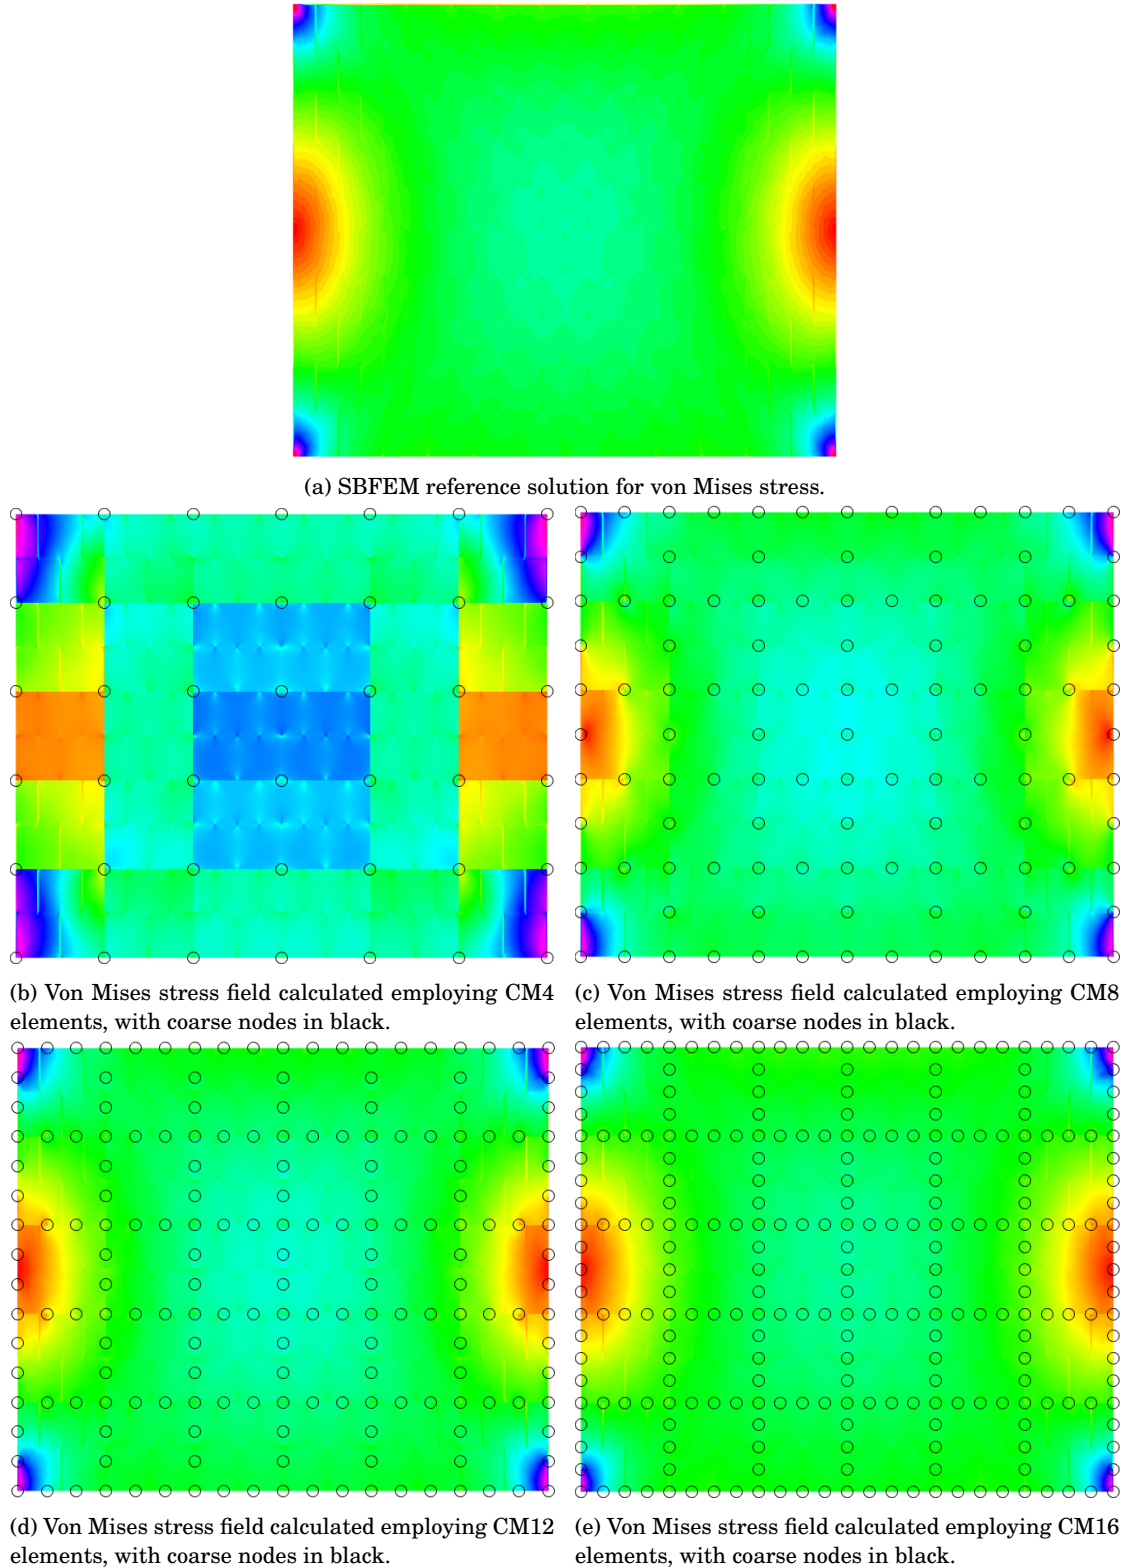 (a) SBFEM reference solution for von Mises stress.
(b) Von Mises stress field calculated employing CM4
elements, with coarse nodes in black.
(c) Von Mises stress field calculated employing CM8
elements, with coarse nodes in black.
(d) Von Mises stress field calculated employing CM12
elements, with coarse nodes in black.
(e) Von Mises stress field calculated employing CM16
elements, with coarse nodes in black.